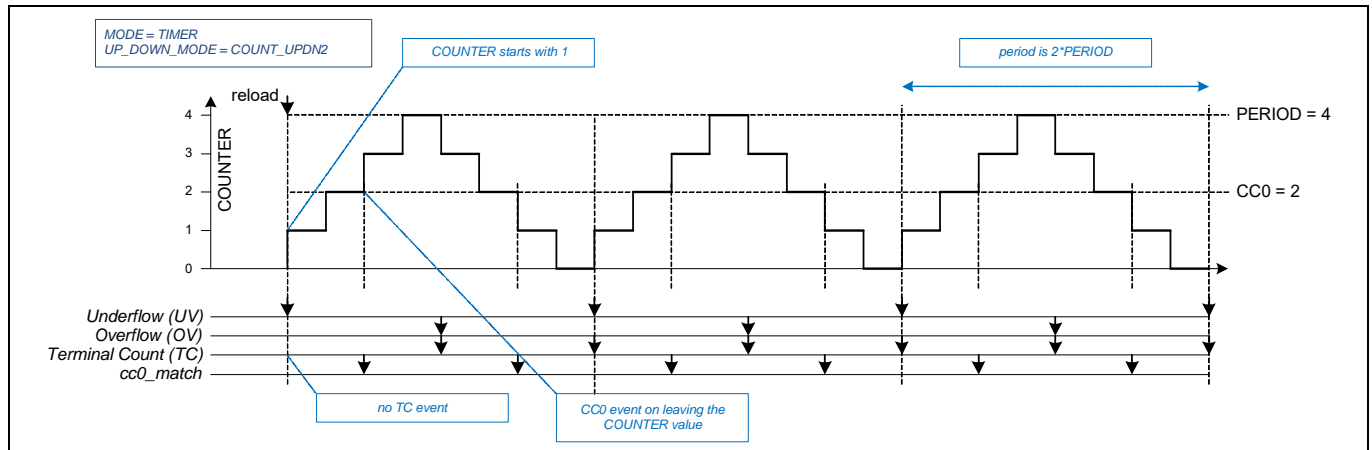 MODE = TIMER
UP_DOWN_MODE = COUNT_UPDN2
COUNTER starts with 1
period is 2*PERIOD
reload
COUNTER
4
3
2
1
0
PERIOD = 4
CC0 = 2
Underflow (UV)
Overflow (OV)
Terminal Count (TC)
cc0_match
no TC event
CC0 event on leaving the
COUNTER value